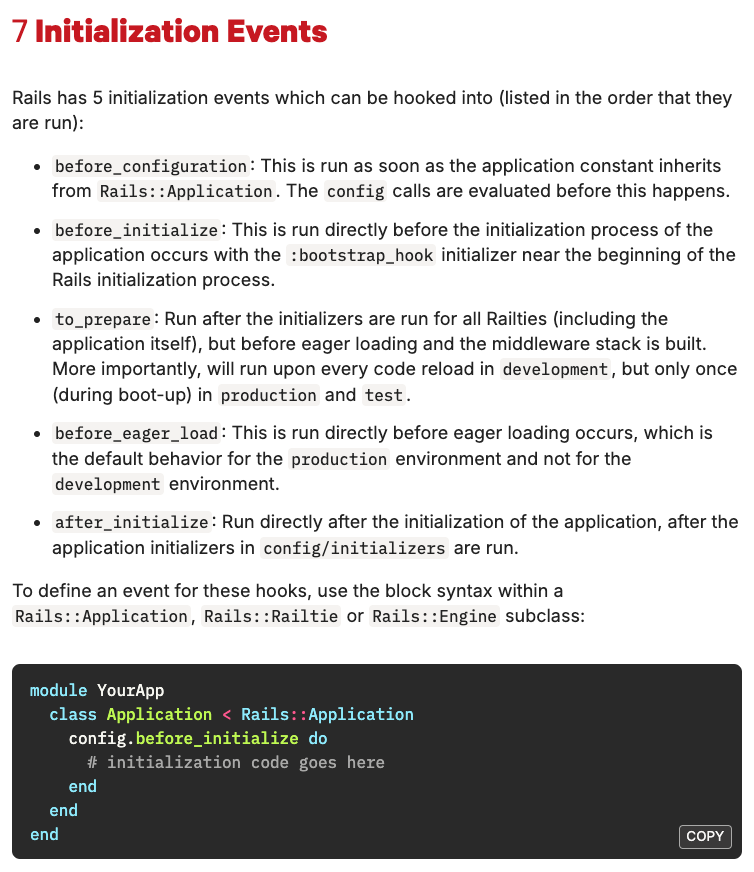 7 Initialization Events
Rails has 5 initialization events which can be hooked into (listed in the order that they
are run):
• before_configuration: This is run as soon as the application constant inherits
from Rails::Application. The config calls are evaluated before this happens.
• before_initialize: This is run directly before the initialization process of the
application occurs with the :bootstrap_hook initializer near the beginning of the
Rails initialization process.
• to_prepare: Run after the initializers are run for all Railties (including the
application itself), but before eager loading and the middleware stack is built.
More importantly, will run upon every code reload in development, but only once
(during boot-up) in production and test.
• before_eager_load: This is run directly before eager loading occurs, which is
the default behavior for the production environment and not for the
development environment.
• after_initialize: Run directly after the initialization of the application, after the
application initializers in config/initializers are run.
To define an event for these hooks, use the block syntax within a
Rails::Application, Rails::Railtie or Rails::Engine subclass:
module YourApp
  class Application < Rails::Application
    config.before_initialize do
      # initialization code goes here
    end
  end
end
COPY